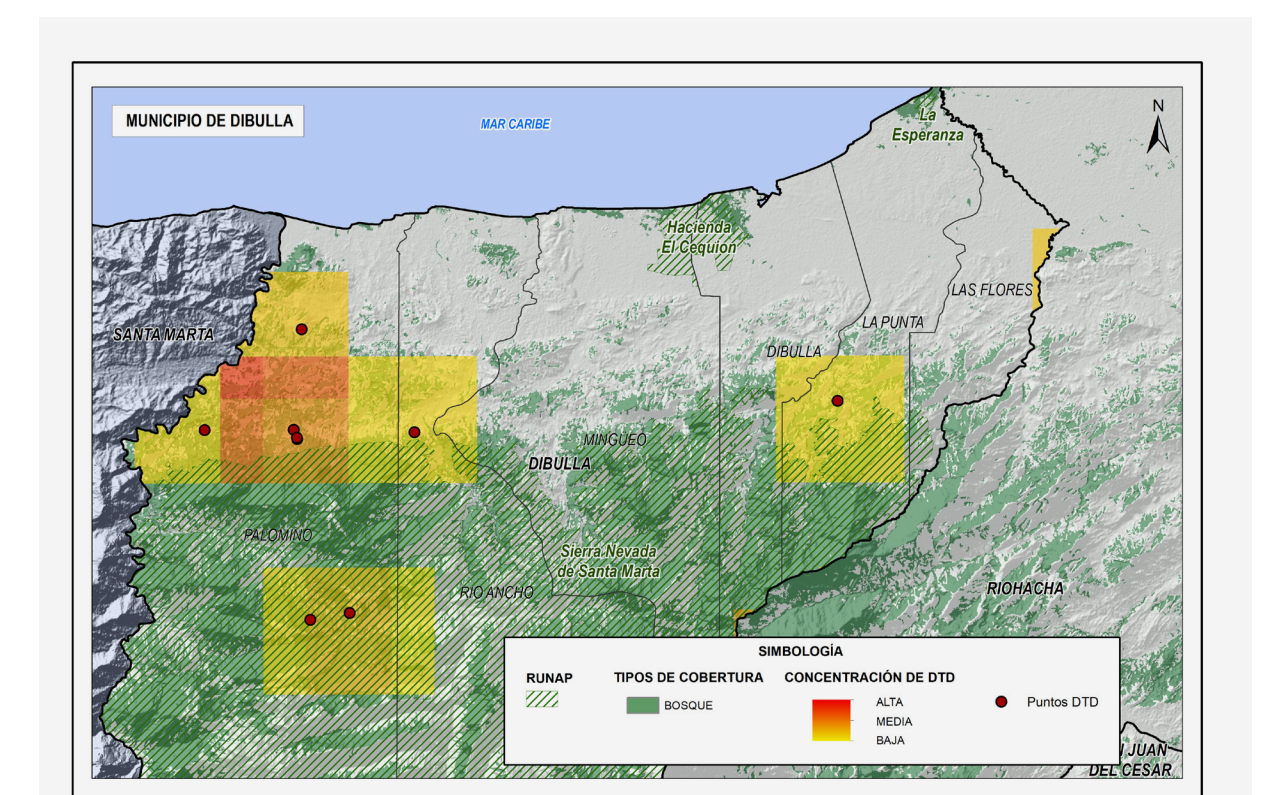 MUNICIPIO DE DIBULLA
MAR CARIBE
N
La
Esperanza
Hacienda
El Cequion
LAS FLORES
SANTA MARTA
LA PUNTA
DIBULLA
MINGUEO
DIBULLA
PALOMINO
Sierra Nevada
de Santa Marta
RIO ANCHO
RIOHACHA
SIMBOLOGÍA
RUNAP
TIPOS DE COBERTURA
BOSQUE
CONCENTRACIÓN DE DTD
ALTA
MEDIA
BAJA
Puntos DTD
JUAN
DEL CESAR